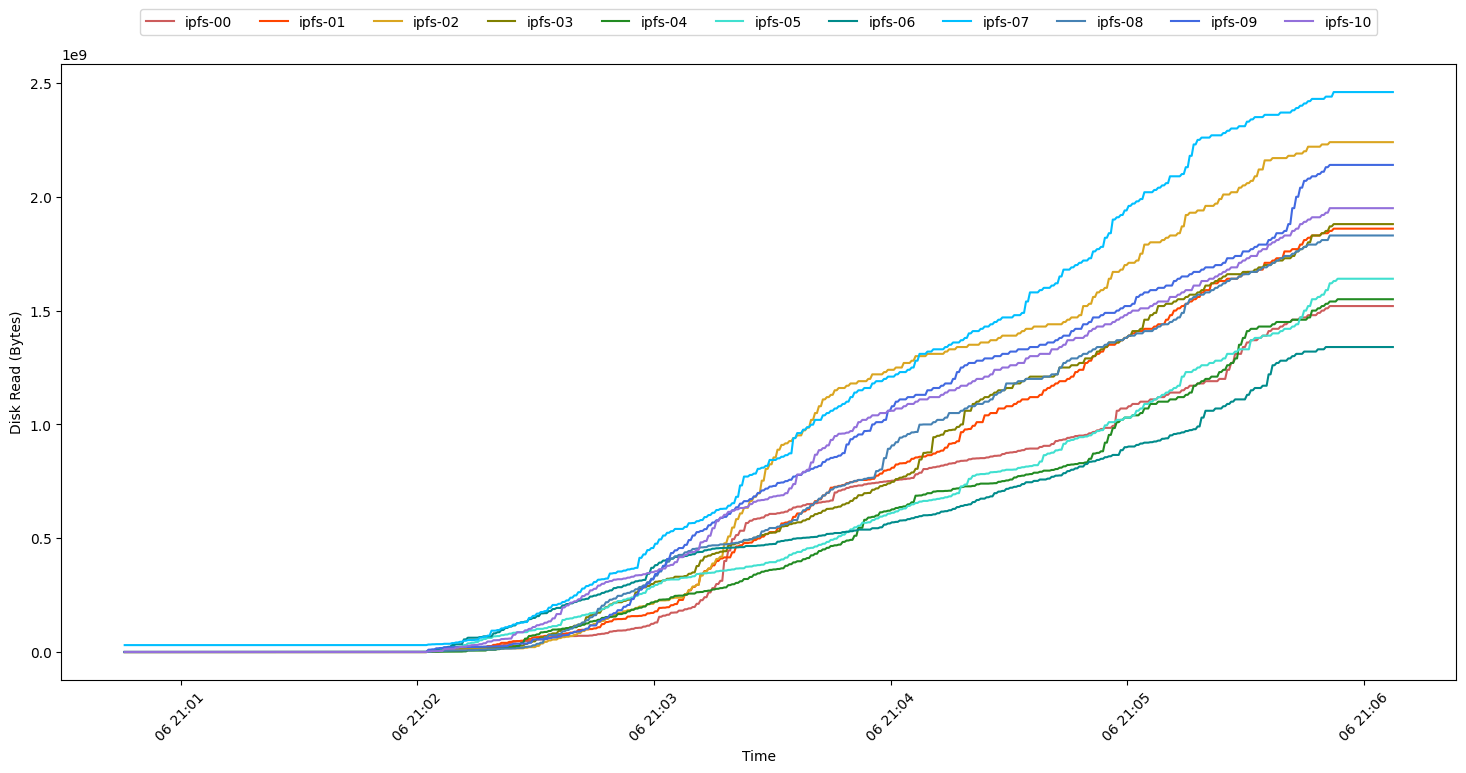 ipfs-00 ipfs-01 ipfs-02 ipfs-03 ipfs-04 ipfs-05 ipfs-06 ipfs-07 ipfs-08 ipfs-09 ipfs-10
1e9
2.5
2.0
1.5
1.0
0.5
0.0
Disk Read (Bytes)
06 21:01 06 21:02 06 21:03 06 21:04 06 21:05 06 21:06
Time